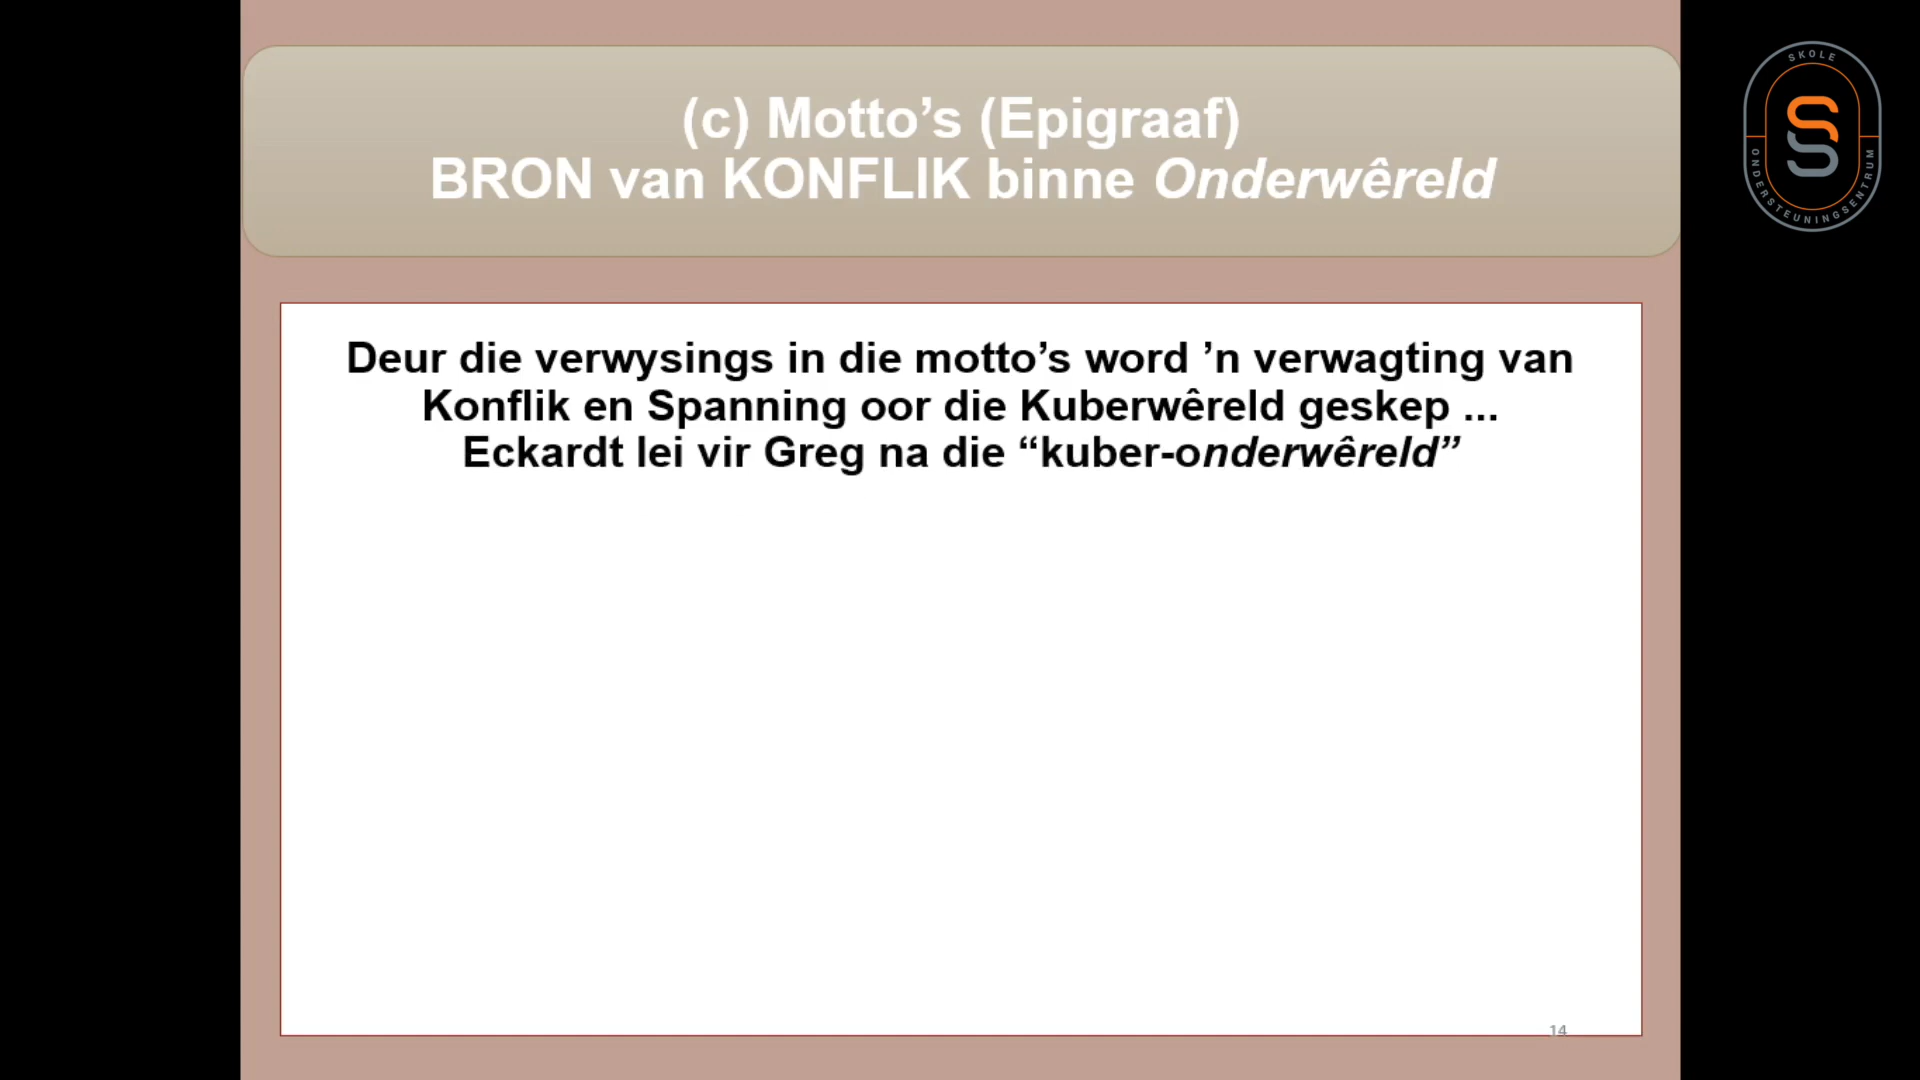 (c) Motto’s (Epigraaf)
BRON van KONFLIK binne Onderwêreld
Deur die verwysings in die motto’s word ’n verwagting van
Konflik en Spanning oor die Kuberwêreld geskep ...
Eckardt lei vir Greg na die “kuber-onderwêreld”
14
SKOLE
SS
ONDERSTEUNINGSENTRUM